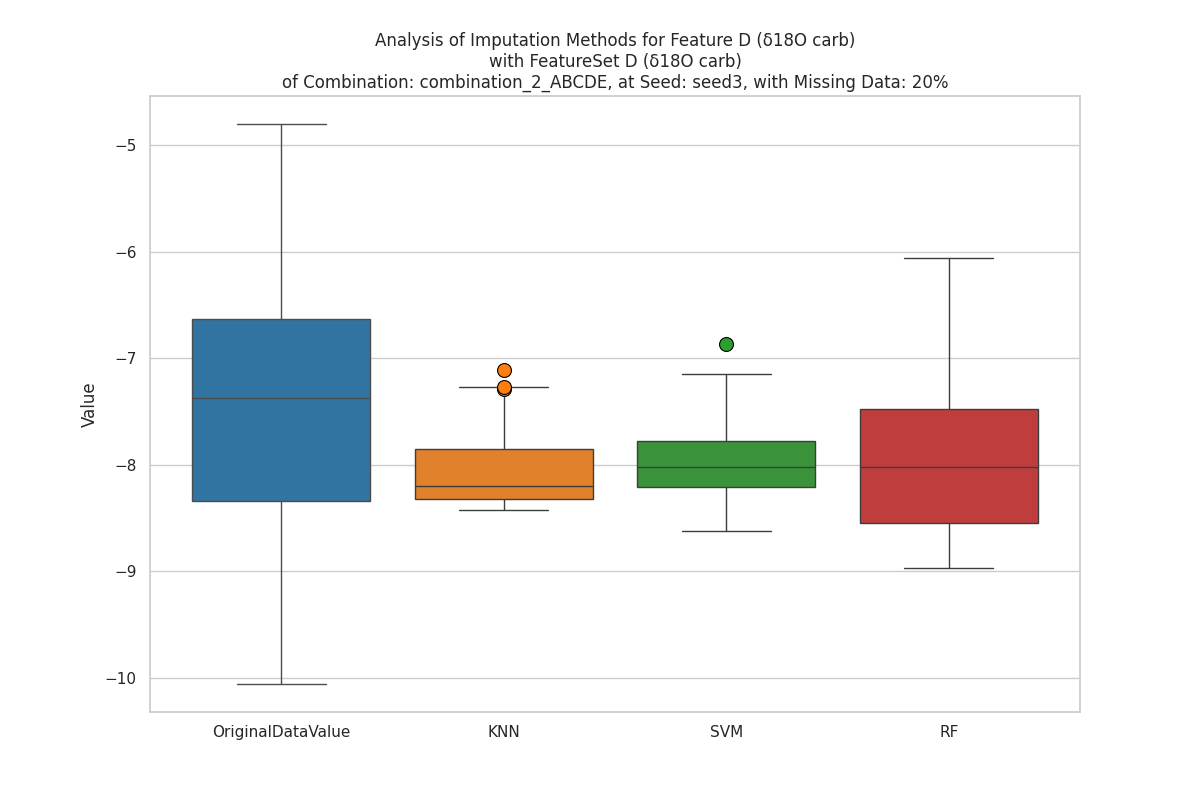 Analysis of Imputation Methods for Feature D (δ18O carb)
with FeatureSet D (δ18O carb)
of Combination: combination_2_ABCDE, at Seed: seed3, with Missing Data: 20%
−5
−6
−7
−8
−9
−10
Value
OriginalDataValue
KNN
SVM
RF